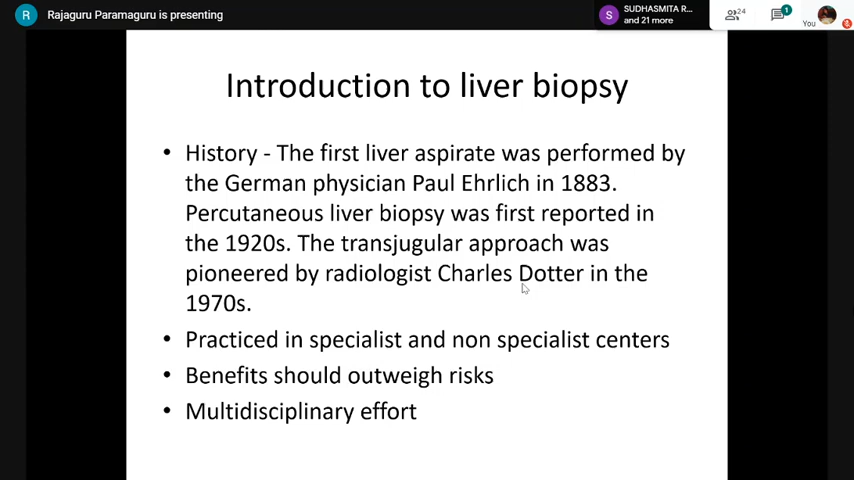 R Rajaguru Paramaguru is presenting
S SUDHASMITA R...
and 21 more
24
1
You
Introduction to liver biopsy
• History - The first liver aspirate was performed by
the German physician Paul Ehrlich in 1883.
Percutaneous liver biopsy was first reported in
the 1920s. The transjugular approach was
pioneered by radiologist Charles Dotter in the
1970s.
• Practiced in specialist and non specialist centers
• Benefits should outweigh risks
• Multidisciplinary effort